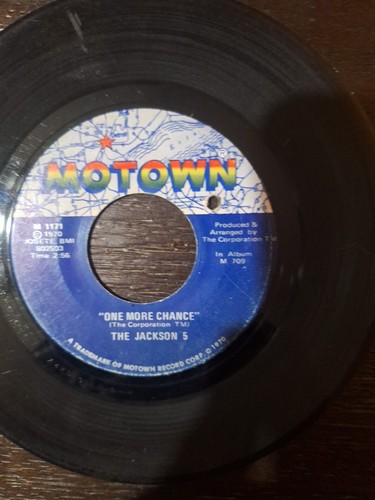 MOTOWN
M 1171
℗ 1970
JOBETE BMI
602503
Time 2:56
Produced &
Arranged by
The Corporation TM
In Album
M 709
"ONE MORE CHANCE"
(The Corporation TM)
THE JACKSON 5
A TRADEMARK OF MOTOWN RECORD CORP. © 1970